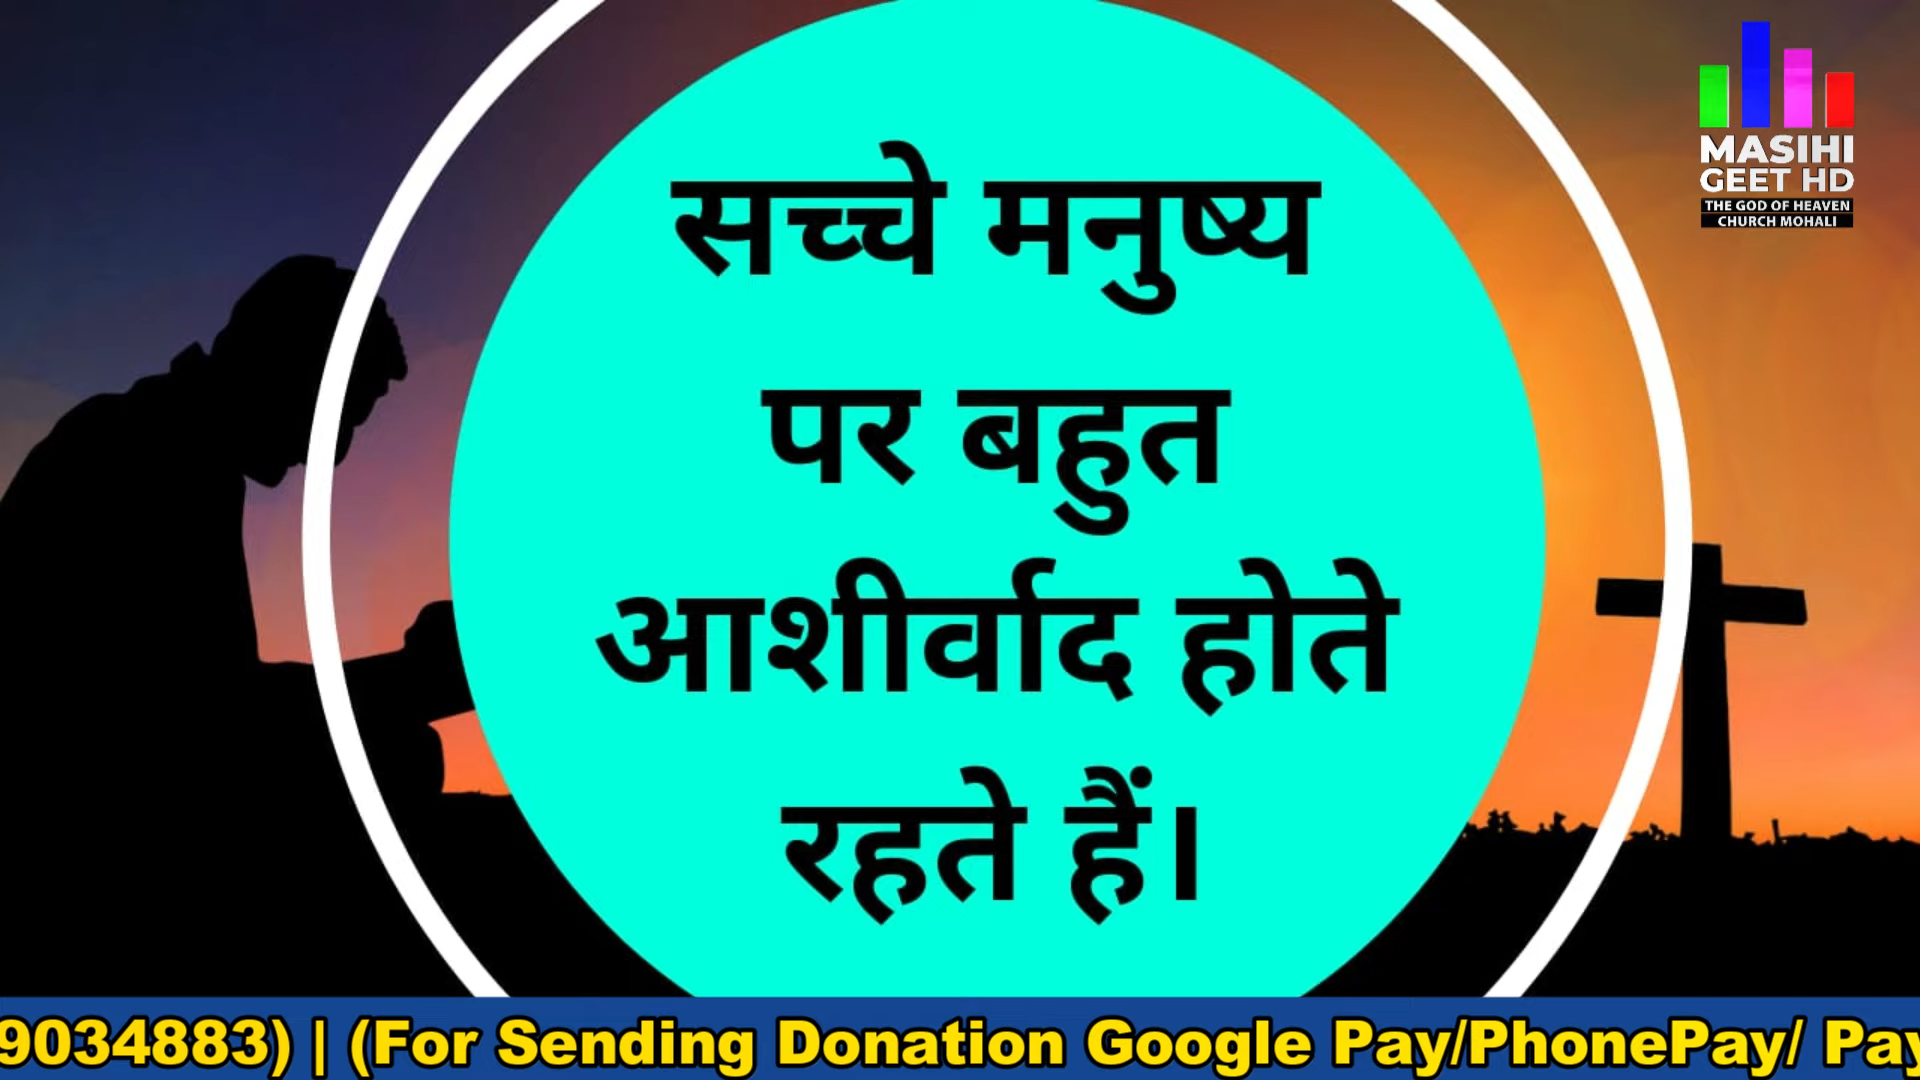 सच्चे मनुष्य
पर बहुत
आशीर्वाद होते
रहते हैं।
MASIHI
GEET HD
THE GOD OF HEAVEN
CHURCH MOHALI
9034883) | (For Sending Donation Google Pay/PhonePay/ Pay